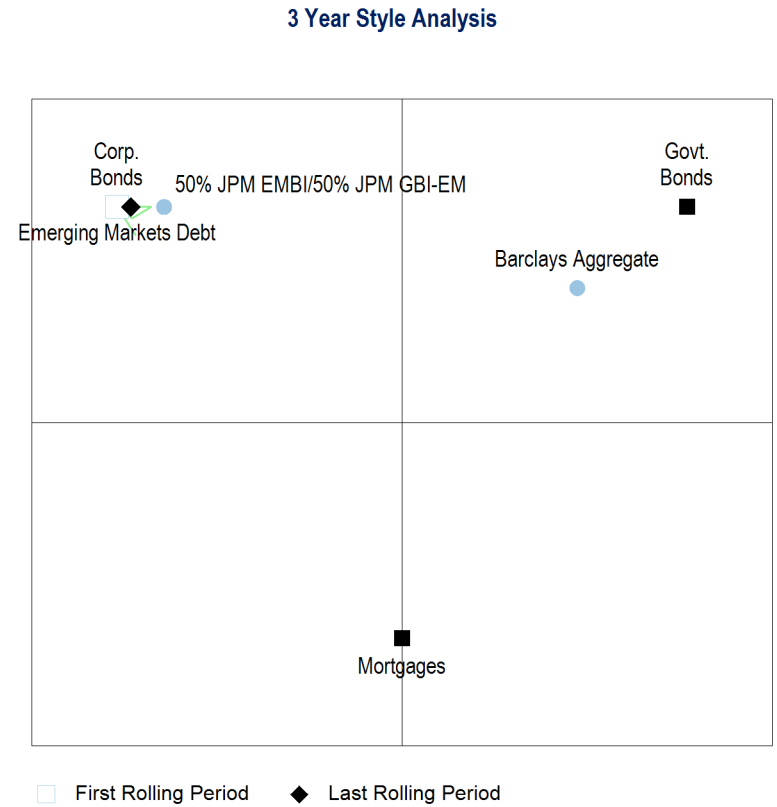 3 Year Style Analysis
Corp.
Bonds
Govt.
Bonds
50% JPM EMBI/50% JPM GBI-EM
Emerging Markets Debt
Barclays Aggregate
Mortgages
First Rolling Period
Last Rolling Period